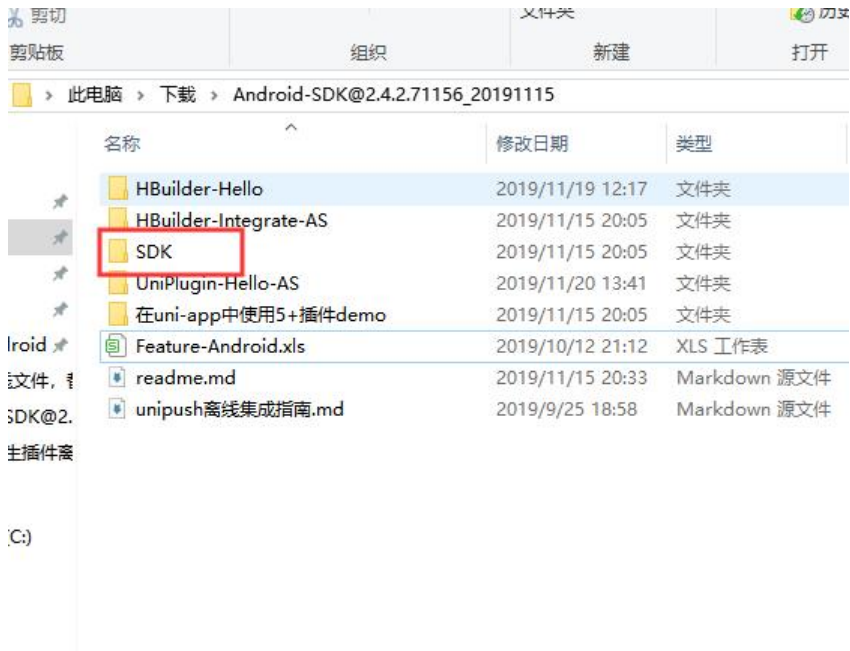 剪切
文件夹
剪贴板 组织 新建 打开
此电脑 > 下载 > Android-SDK@2.4.2.71156_20191115
名称 修改日期 类型
HBuilder-Hello 2019/11/19 12:17 文件夹
HBuilder-Integrate-AS 2019/11/15 20:05 文件夹
SDK 2019/11/15 20:05 文件夹
UniPlugin-Hello-AS 2019/11/20 13:41 文件夹
在uni-app中使用5+插件demo 2019/11/15 20:05 文件夹
Feature-Android.xls 2019/10/12 21:12 XLS 工作表
readme.md 2019/11/15 20:33 Markdown 源文件
unipush离线集成指南.md 2019/9/25 18:58 Markdown 源文件
droid
文件,
SDK@2.
生插件离
(C:)